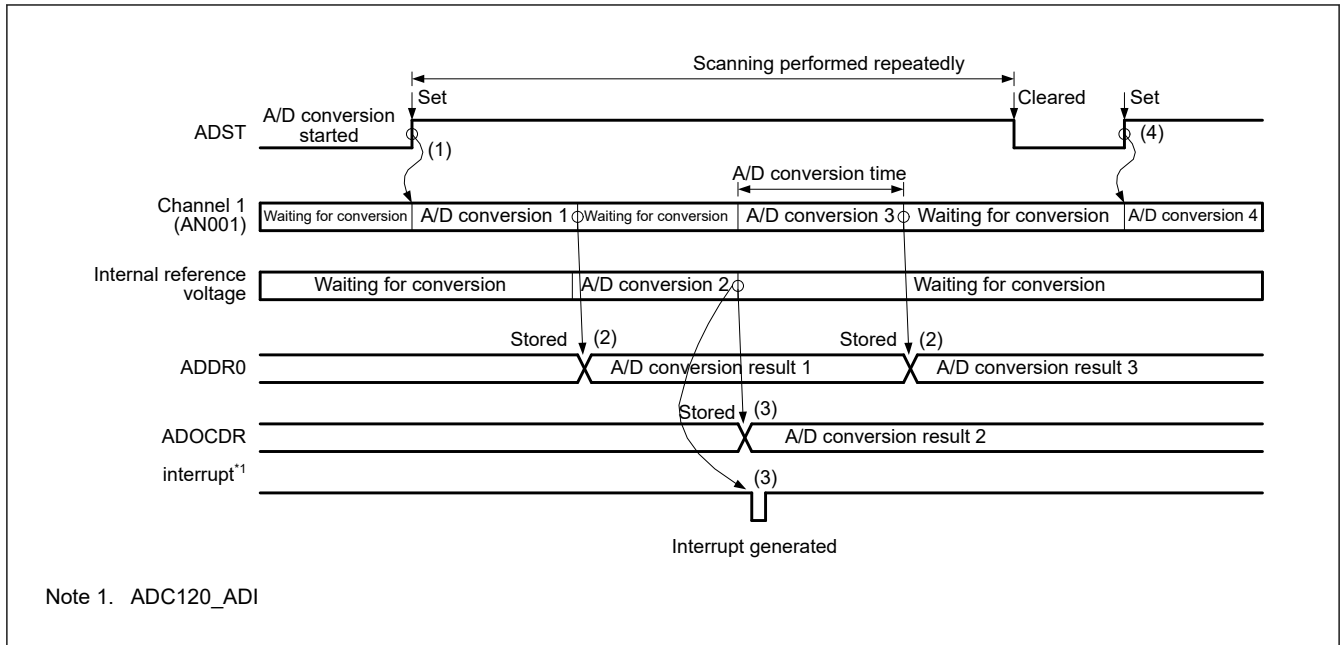 Scanning performed repeatedly
Set
Cleared
Set
A/D conversion
started
ADST
(1)
(4)
A/D conversion time
Channel 1
(AN001)
Waiting for conversion
A/D conversion 1
Waiting for conversion
A/D conversion 3
Waiting for conversion
A/D conversion 4
Internal reference
voltage
Waiting for conversion
A/D conversion 2
Waiting for conversion
Stored
(2)
Stored
(2)
ADDR0
A/D conversion result 1
A/D conversion result 3
Stored
(3)
ADOCDR
A/D conversion result 2
interrupt*1
(3)
Interrupt generated
Note 1. ADC120_ADI